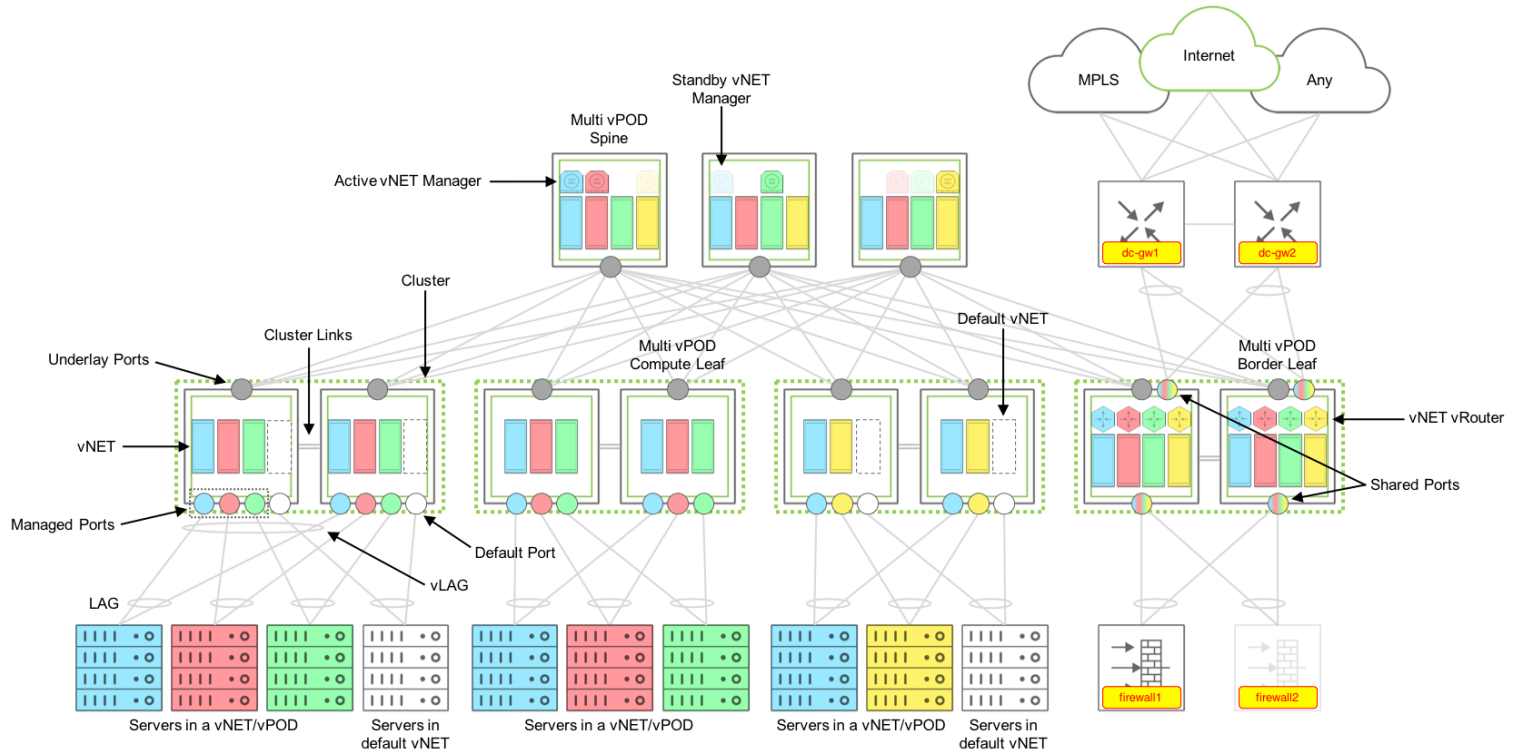 Internet
MPLS
Any
Standby vNET
Manager
Multi vPOD
Spine
Active vNET Manager
dc-gw1
dc-gw2
Cluster
Default vNET
Cluster Links
Underlay Ports
Multi vPOD
Compute Leaf
Multi vPOD
Border Leaf
vNET
vNET vRouter
Shared Ports
Managed Ports
Default Port
vLAG
LAG
firewall1
firewall2
Servers in a vNET/vPOD
Servers in
default vNET
Servers in a vNET/vPOD
Servers in a vNET/vPOD
Servers in
default vNET